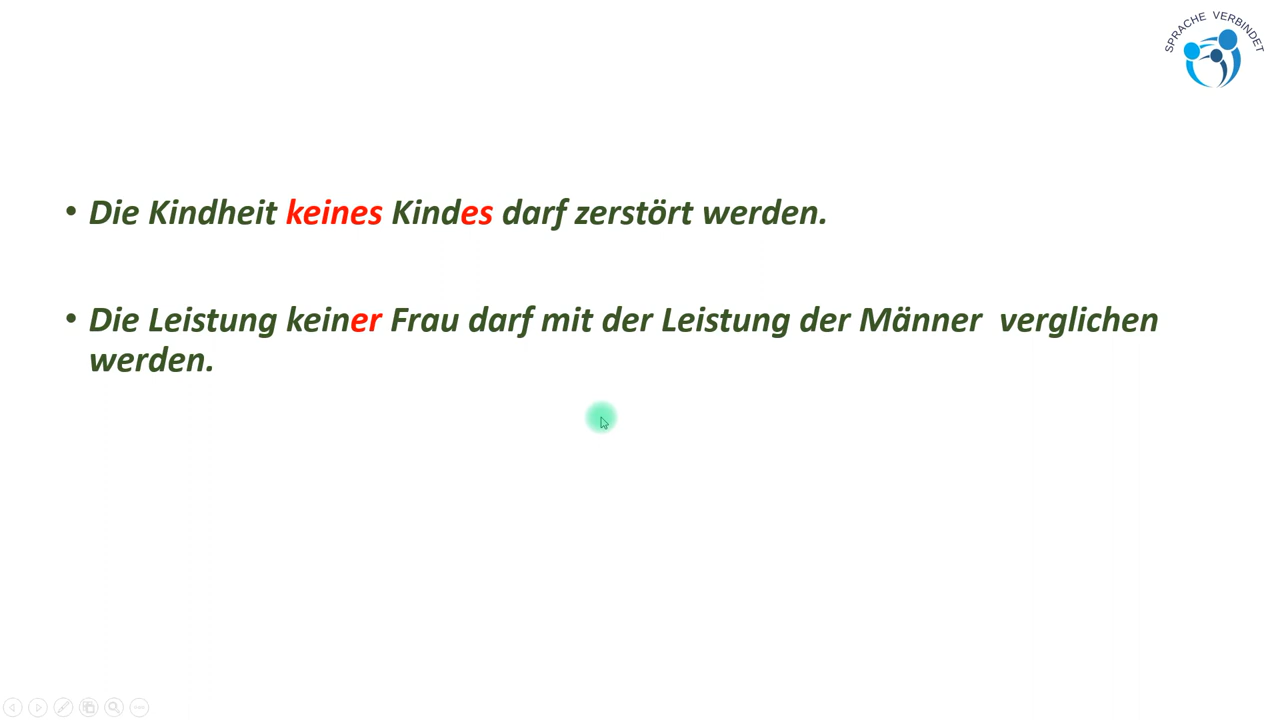 SPRACHE VERBINDET
• Die Kindheit keines Kindes darf zerstört werden.
• Die Leistung keiner Frau darf mit der Leistung der Männer  verglichen
werden.